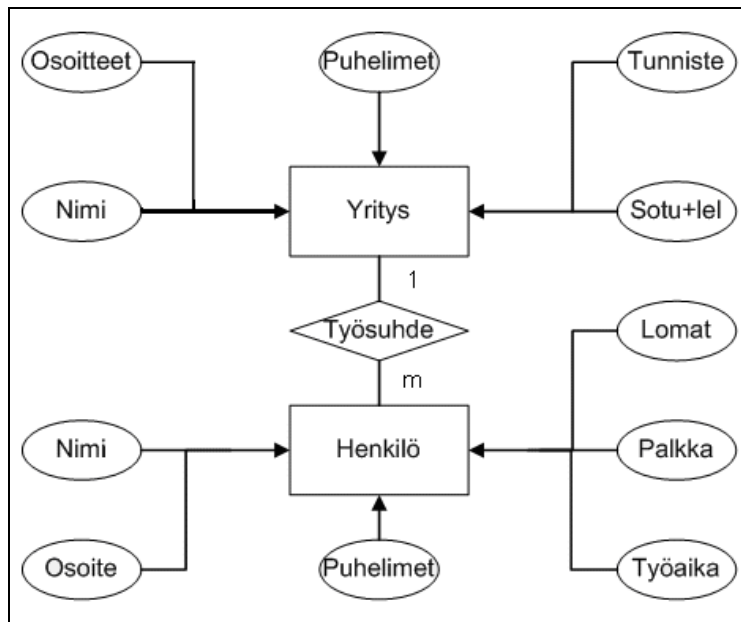 Osoitteet
Puhelimet
Tunniste
Nimi
Yritys
Sotu+lel
1
Työsuhde
Lomat
m
Nimi
Henkilö
Palkka
Osoite
Puhelimet
Työaika